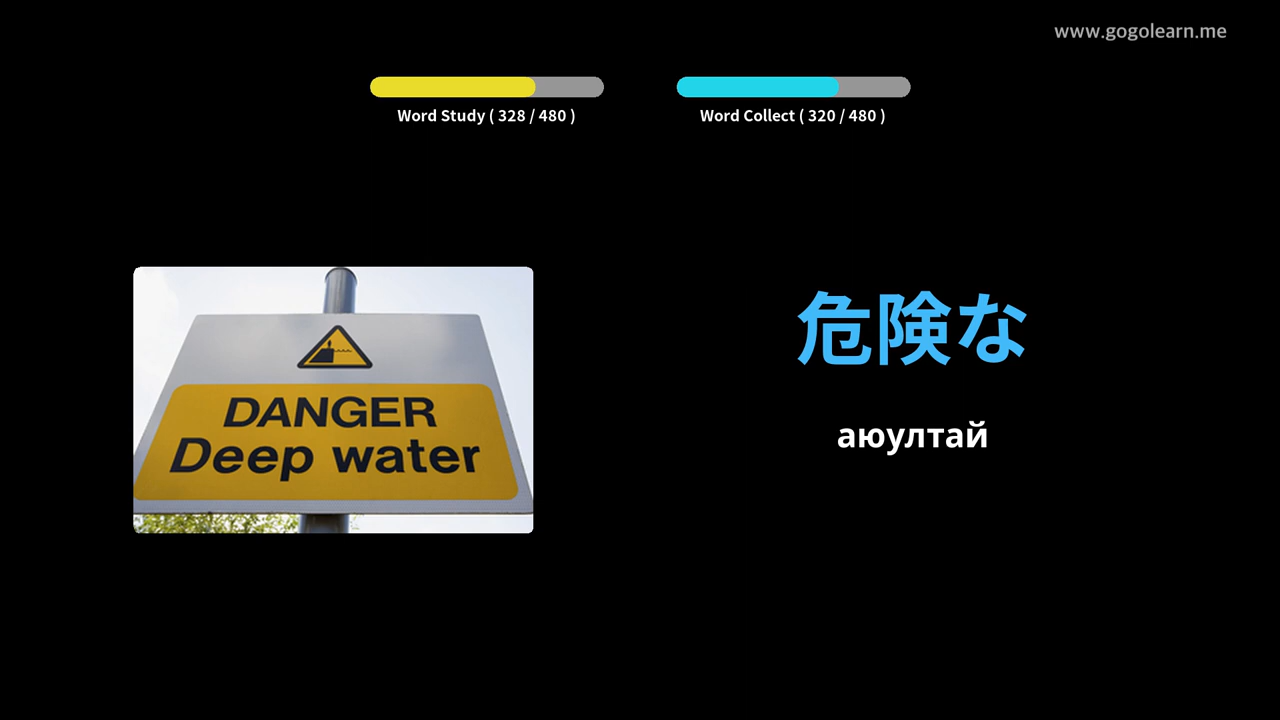 www.gogolearn.me
Word Study ( 328 / 480 )
Word Collect ( 320 / 480 )
DANGER
Deep water
危険な
аюултай